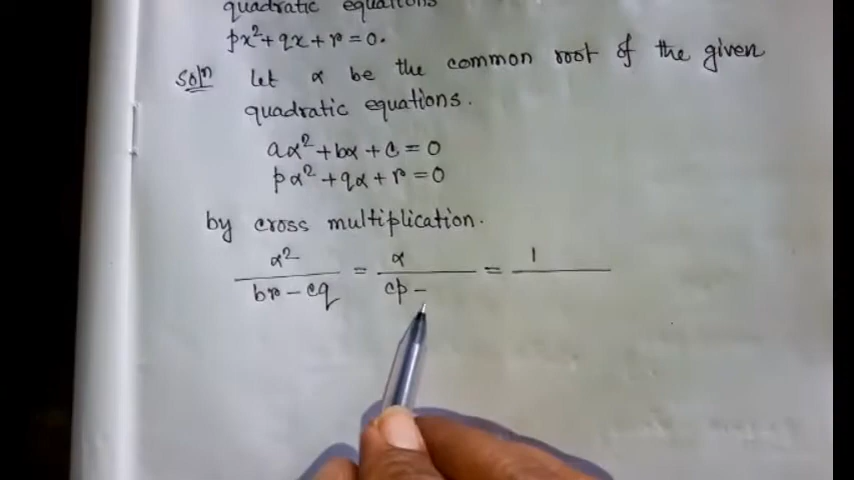 quadratic equations
px²+qx+r=0.
Soln Let α be the common root of the given
quadratic equations.
aα²+bα+c=0
pα²+qα+r=0
by cross multiplication.
α² / br-cq = α / cp- = 1 /